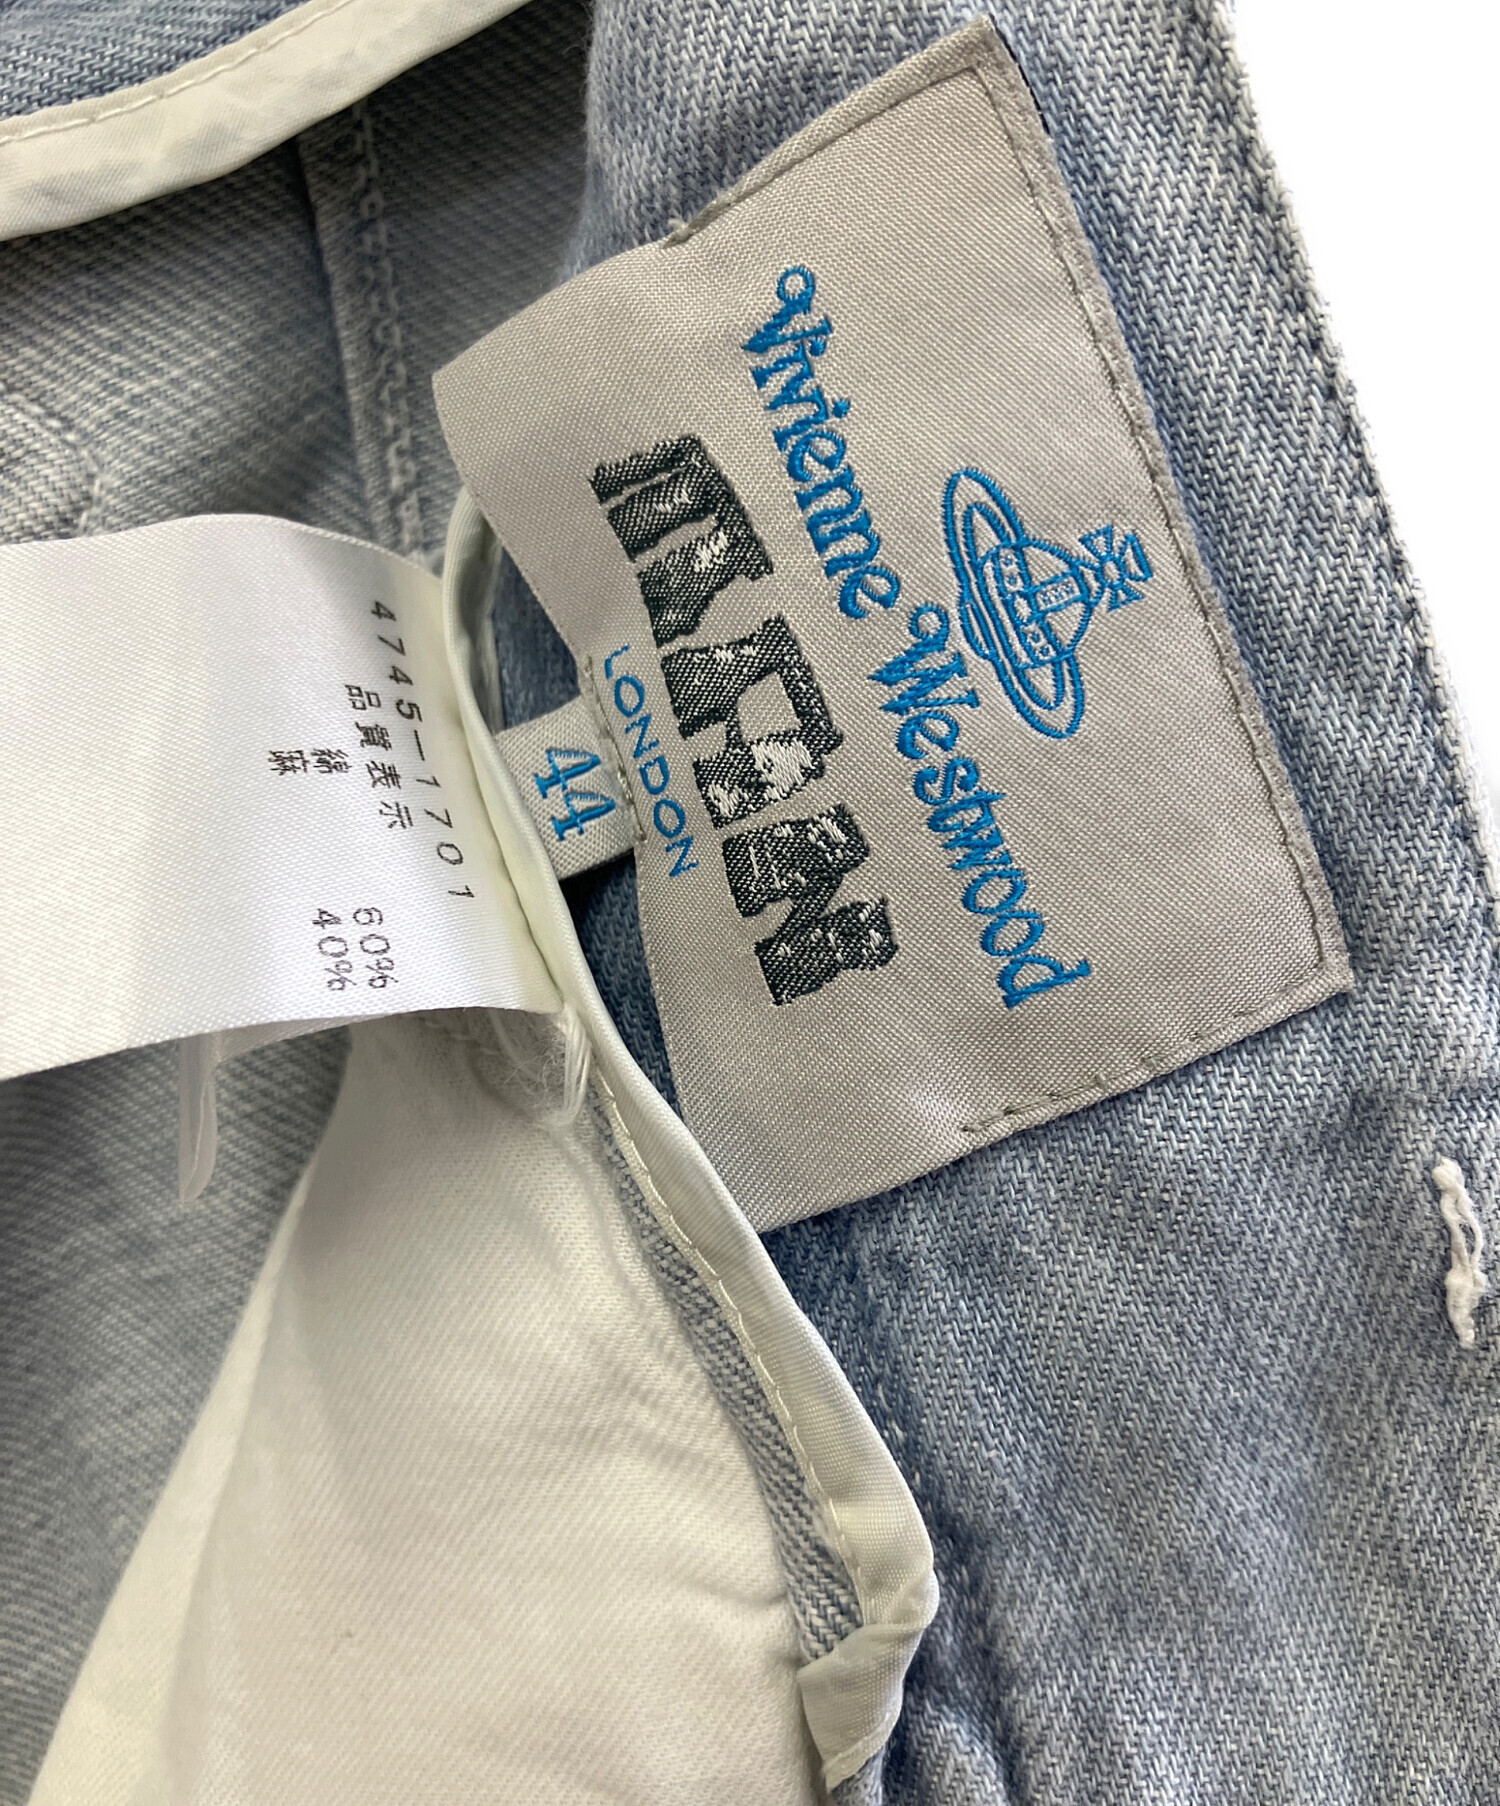 Vivienne Westwood
MAN
LONDON
44
4745-1701
品質表示
綿 60%
麻 40%